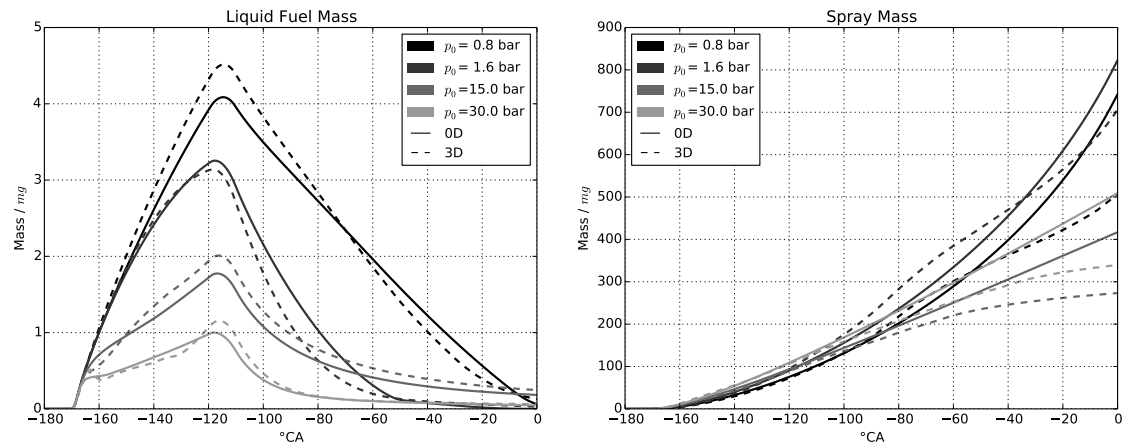 Liquid Fuel Mass
5
4
3
2
1
0
Mass / mg
−180
−160
−140
−120
−100
−80
−60
−40
−20
0
°CA
p0= 0.8 bar
p0= 1.6 bar
p0=15.0 bar
p0=30.0 bar
0D
3D
Spray Mass
900
800
700
600
500
400
300
200
100
0
Mass / mg
−180
−160
−140
−120
−100
−80
−60
−40
−20
0
°CA
p0= 0.8 bar
p0= 1.6 bar
p0=15.0 bar
p0=30.0 bar
0D
3D